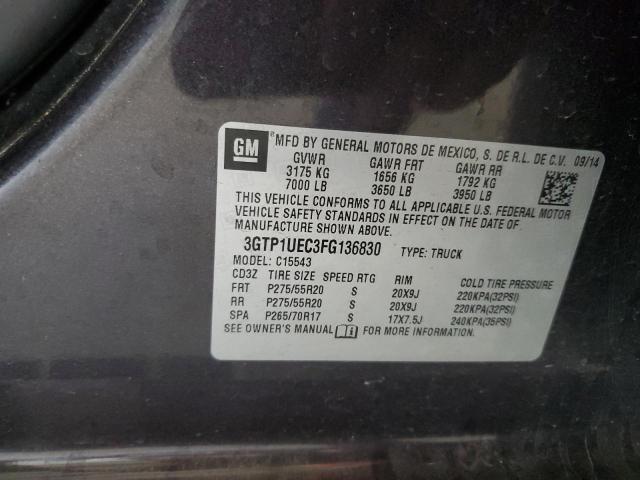 GM MFD BY GENERAL MOTORS DE MEXICO, S. DE R.L. DE C.V. 09/14
GVWR GAWR FRT GAWR RR
3175 KG 1656 KG 1792 KG
7000 LB 3650 LB 3950 LB
THIS VEHICLE CONFORMS TO ALL APPLICABLE U.S. FEDERAL MOTOR
VEHICLE SAFETY STANDARDS IN EFFECT ON THE DATE OF
MANUFACTURE SHOWN ABOVE.
3GTP1UEC3FG136830 TYPE: TRUCK
MODEL: C15543
CD3Z TIRE SIZE SPEED RTG RIM COLD TIRE PRESSURE
FRT P275/55R20 S 20X9J 220KPA(32PSI)
RR P275/55R20 S 20X9J 220KPA(32PSI)
SPA P265/70R17 S 17X7.5J 240KPA(35PSI)
SEE OWNER'S MANUAL FOR MORE INFORMATION.